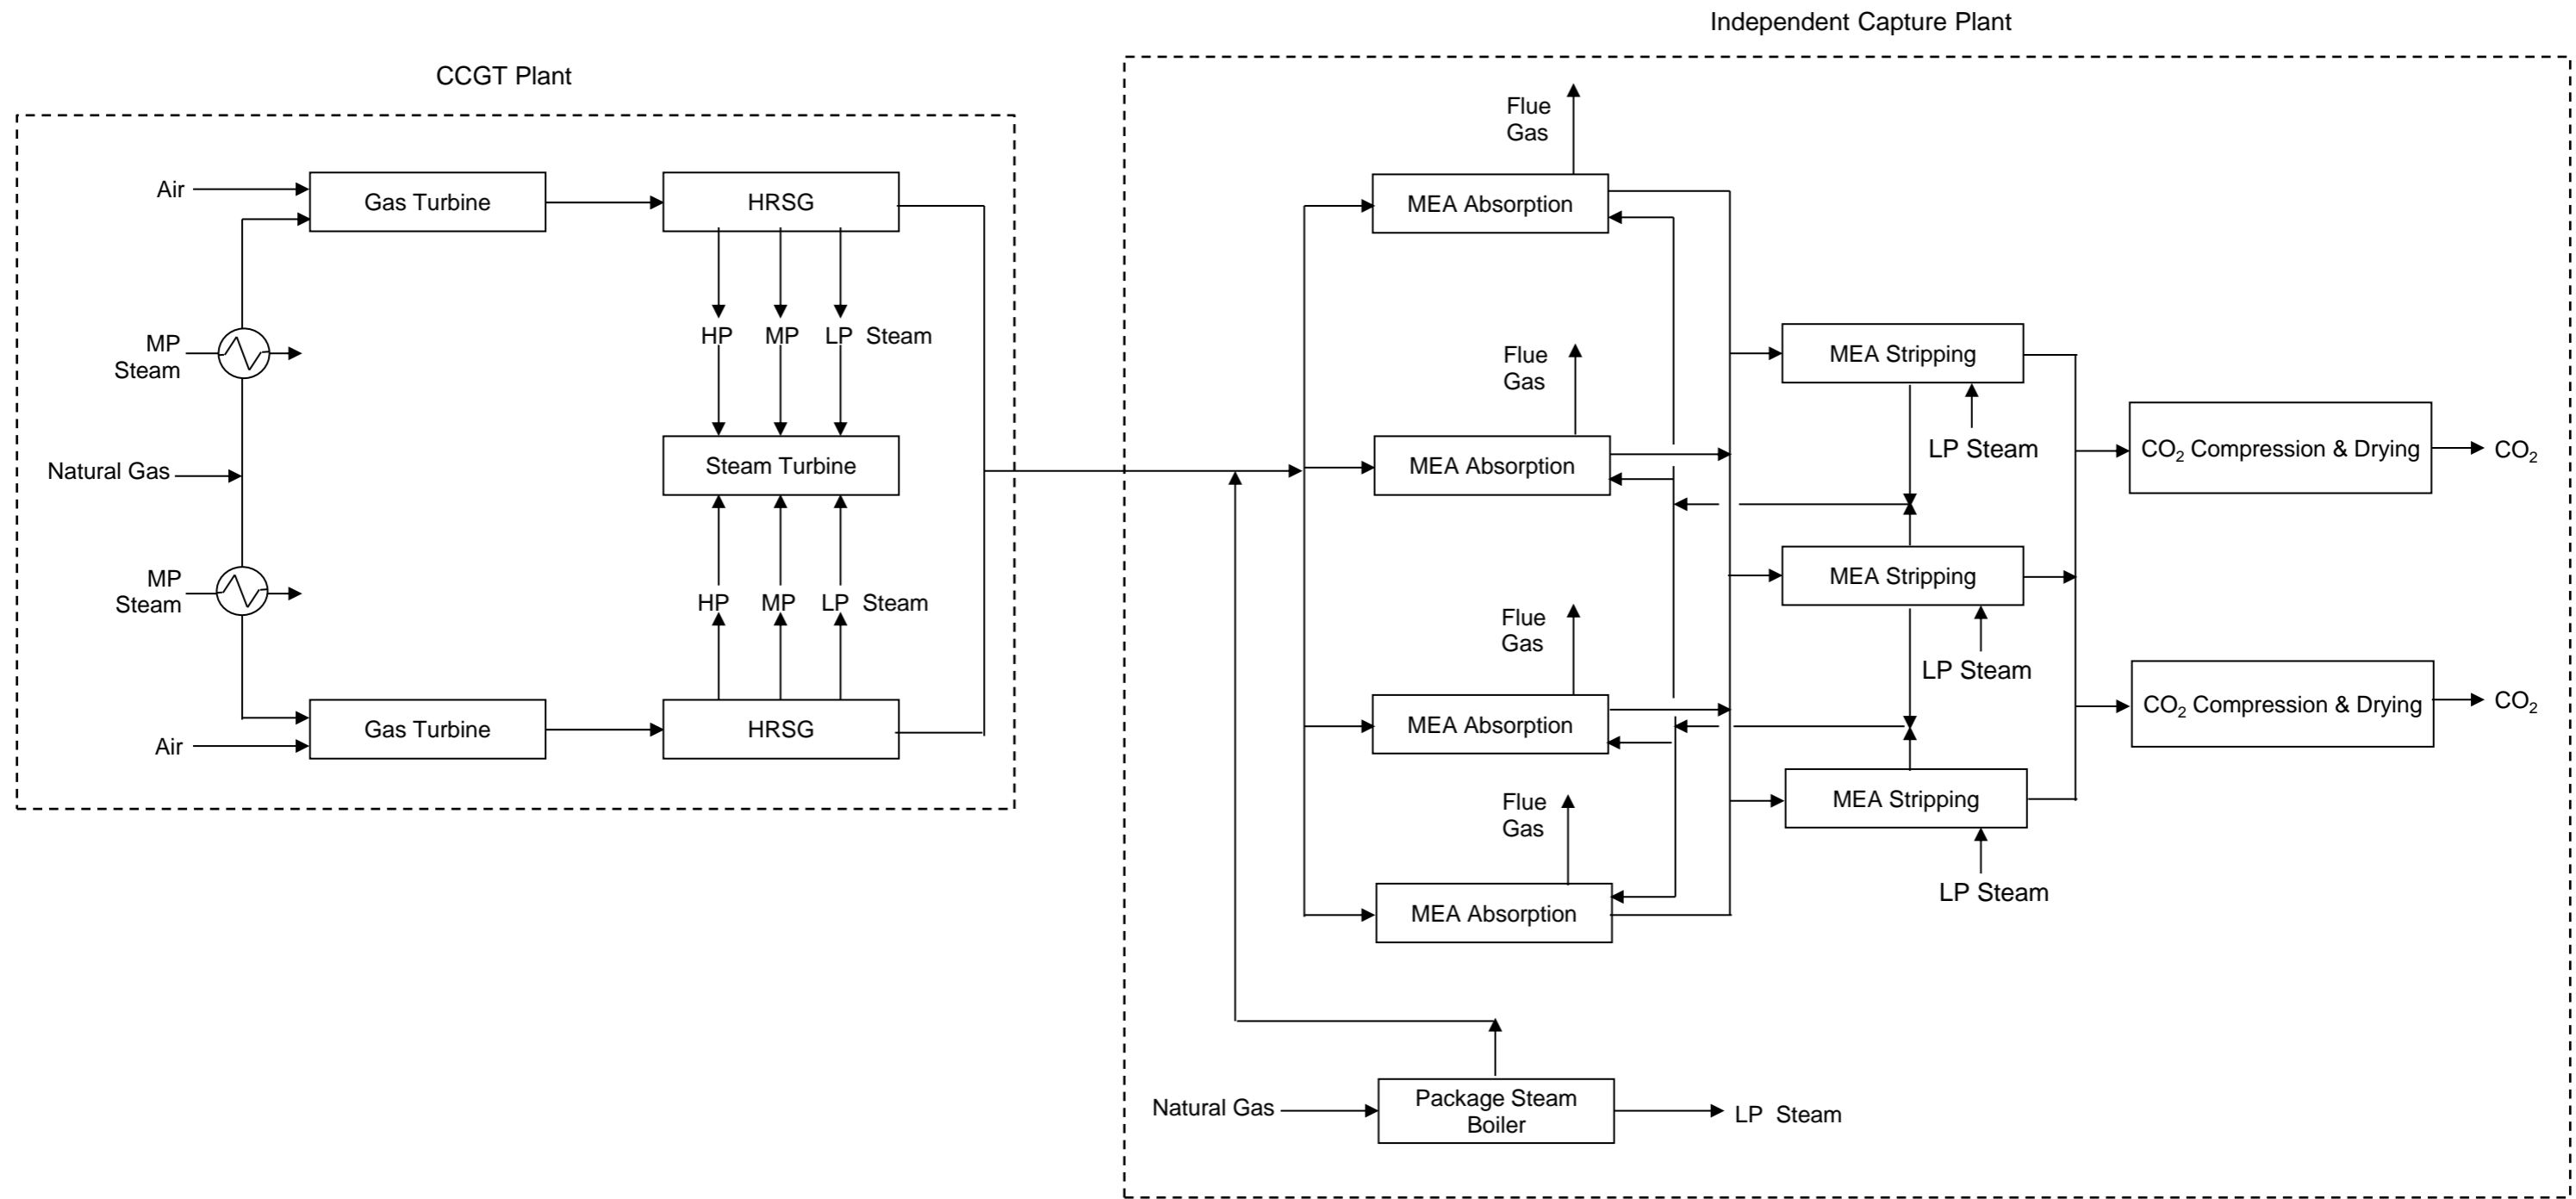 Independent Capture Plant
CCGT Plant
Flue
Gas
Air
Gas Turbine
HRSG
MEA Absorption
MP
Steam
HP MP LP Steam
Flue
Gas
MEA Stripping
LP Steam
CO2 Compression & Drying
CO2
Natural Gas
Steam Turbine
MEA Absorption
MP
Steam
HP MP LP Steam
Flue
Gas
MEA Stripping
LP Steam
CO2 Compression & Drying
CO2
Air
Gas Turbine
HRSG
MEA Absorption
Flue
Gas
MEA Stripping
LP Steam
MEA Absorption
Natural Gas
Package Steam
Boiler
LP Steam